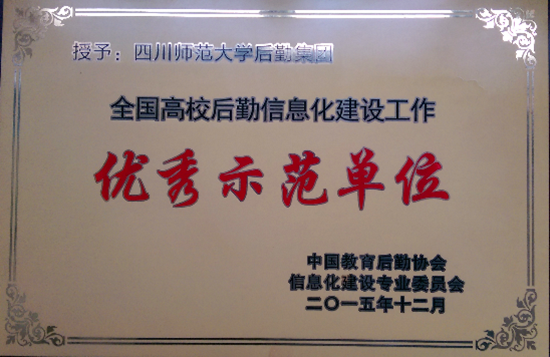 授予：四川师范大学后勤集团
全国高校后勤信息化建设工作
优秀示范单位
中国教育后勤协会
信息化建设专业委员会
二〇一五年十二月